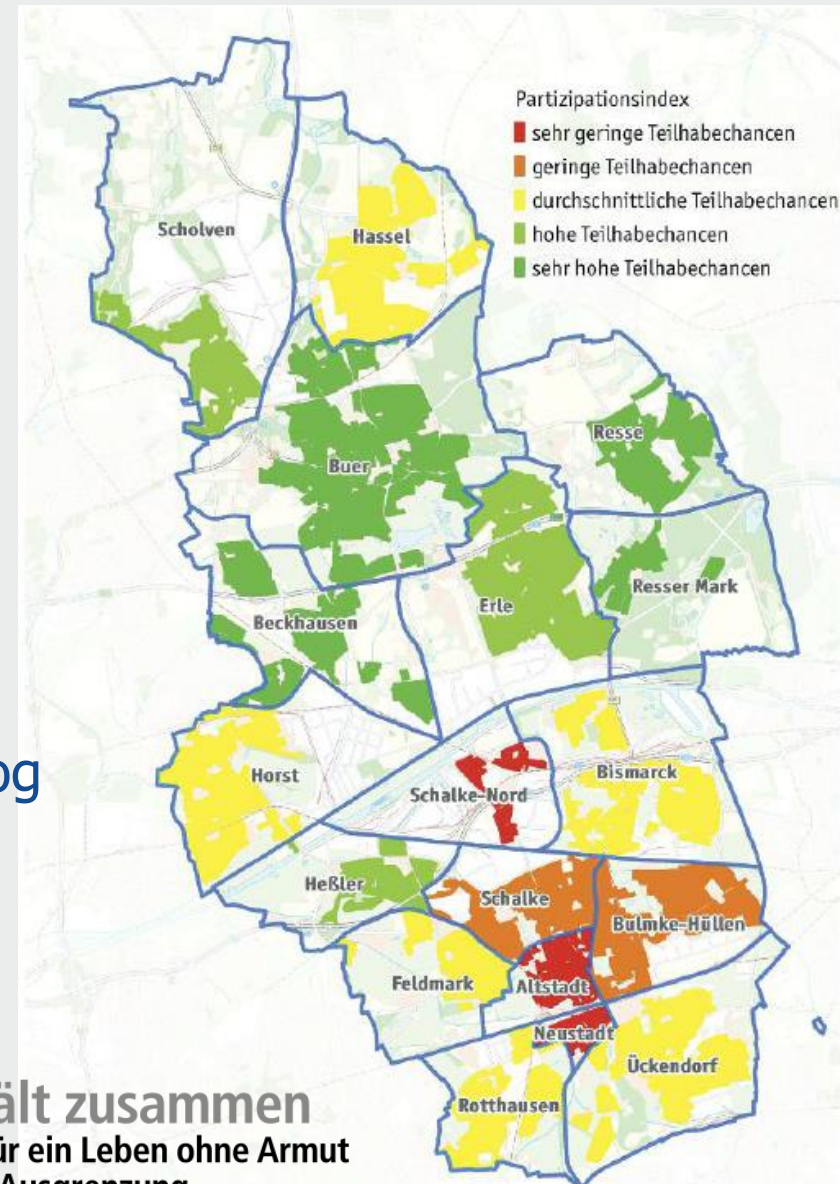 Partizipationsindex
sehr geringe Teilhabechancen
geringe Teilhabechancen
durchschnittliche Teilhabechancen
hohe Teilhabechancen
sehr hohe Teilhabechancen
Scholven
Hassel
Buer
Resse
Resser Mark
Erle
Beckhausen
Horst
Schalke-Nord
Bismarck
og
Heßler
Schalke
Bulmke-Hüllen
Feldmark
Altstadt
Neustadt
Ückendorf
Rotthausen
ält zusammen
ür ein Leben ohne Armut
Ausgrenzung